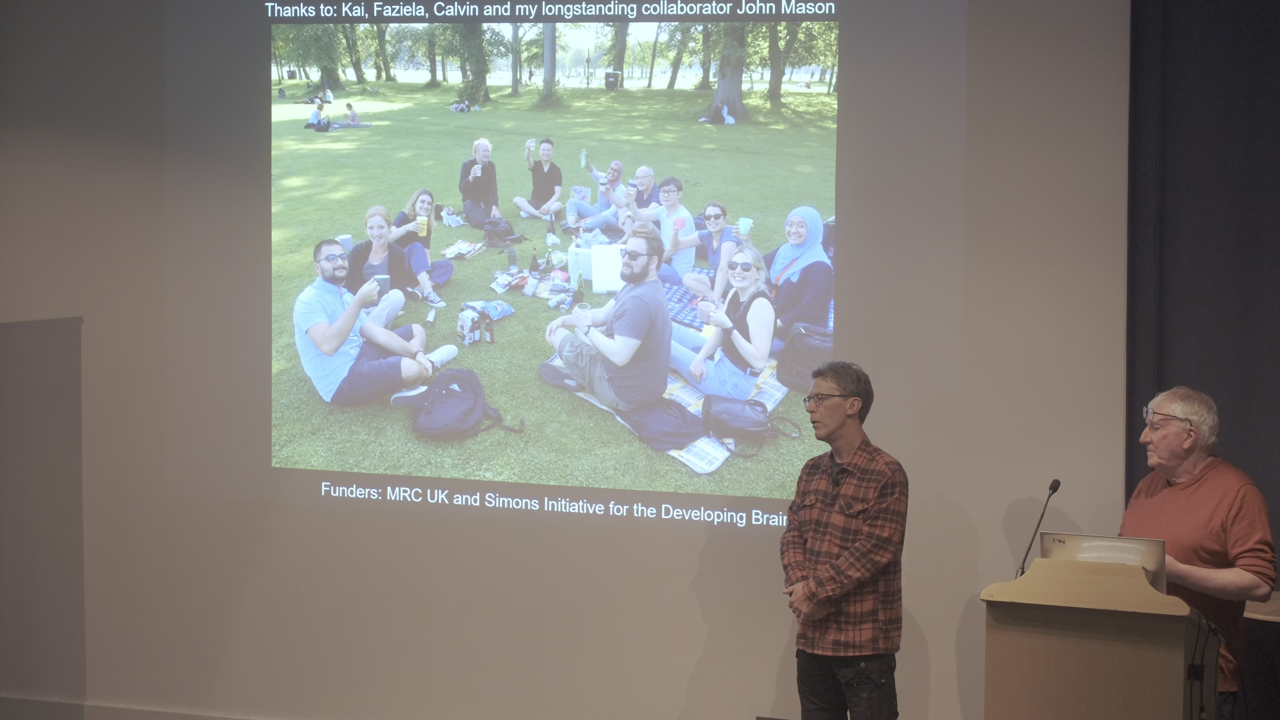 Thanks to: Kai, Faziela, Calvin and my longstanding collaborator John Mason
Funders: MRC UK and Simons Initiative for the Developing Brain